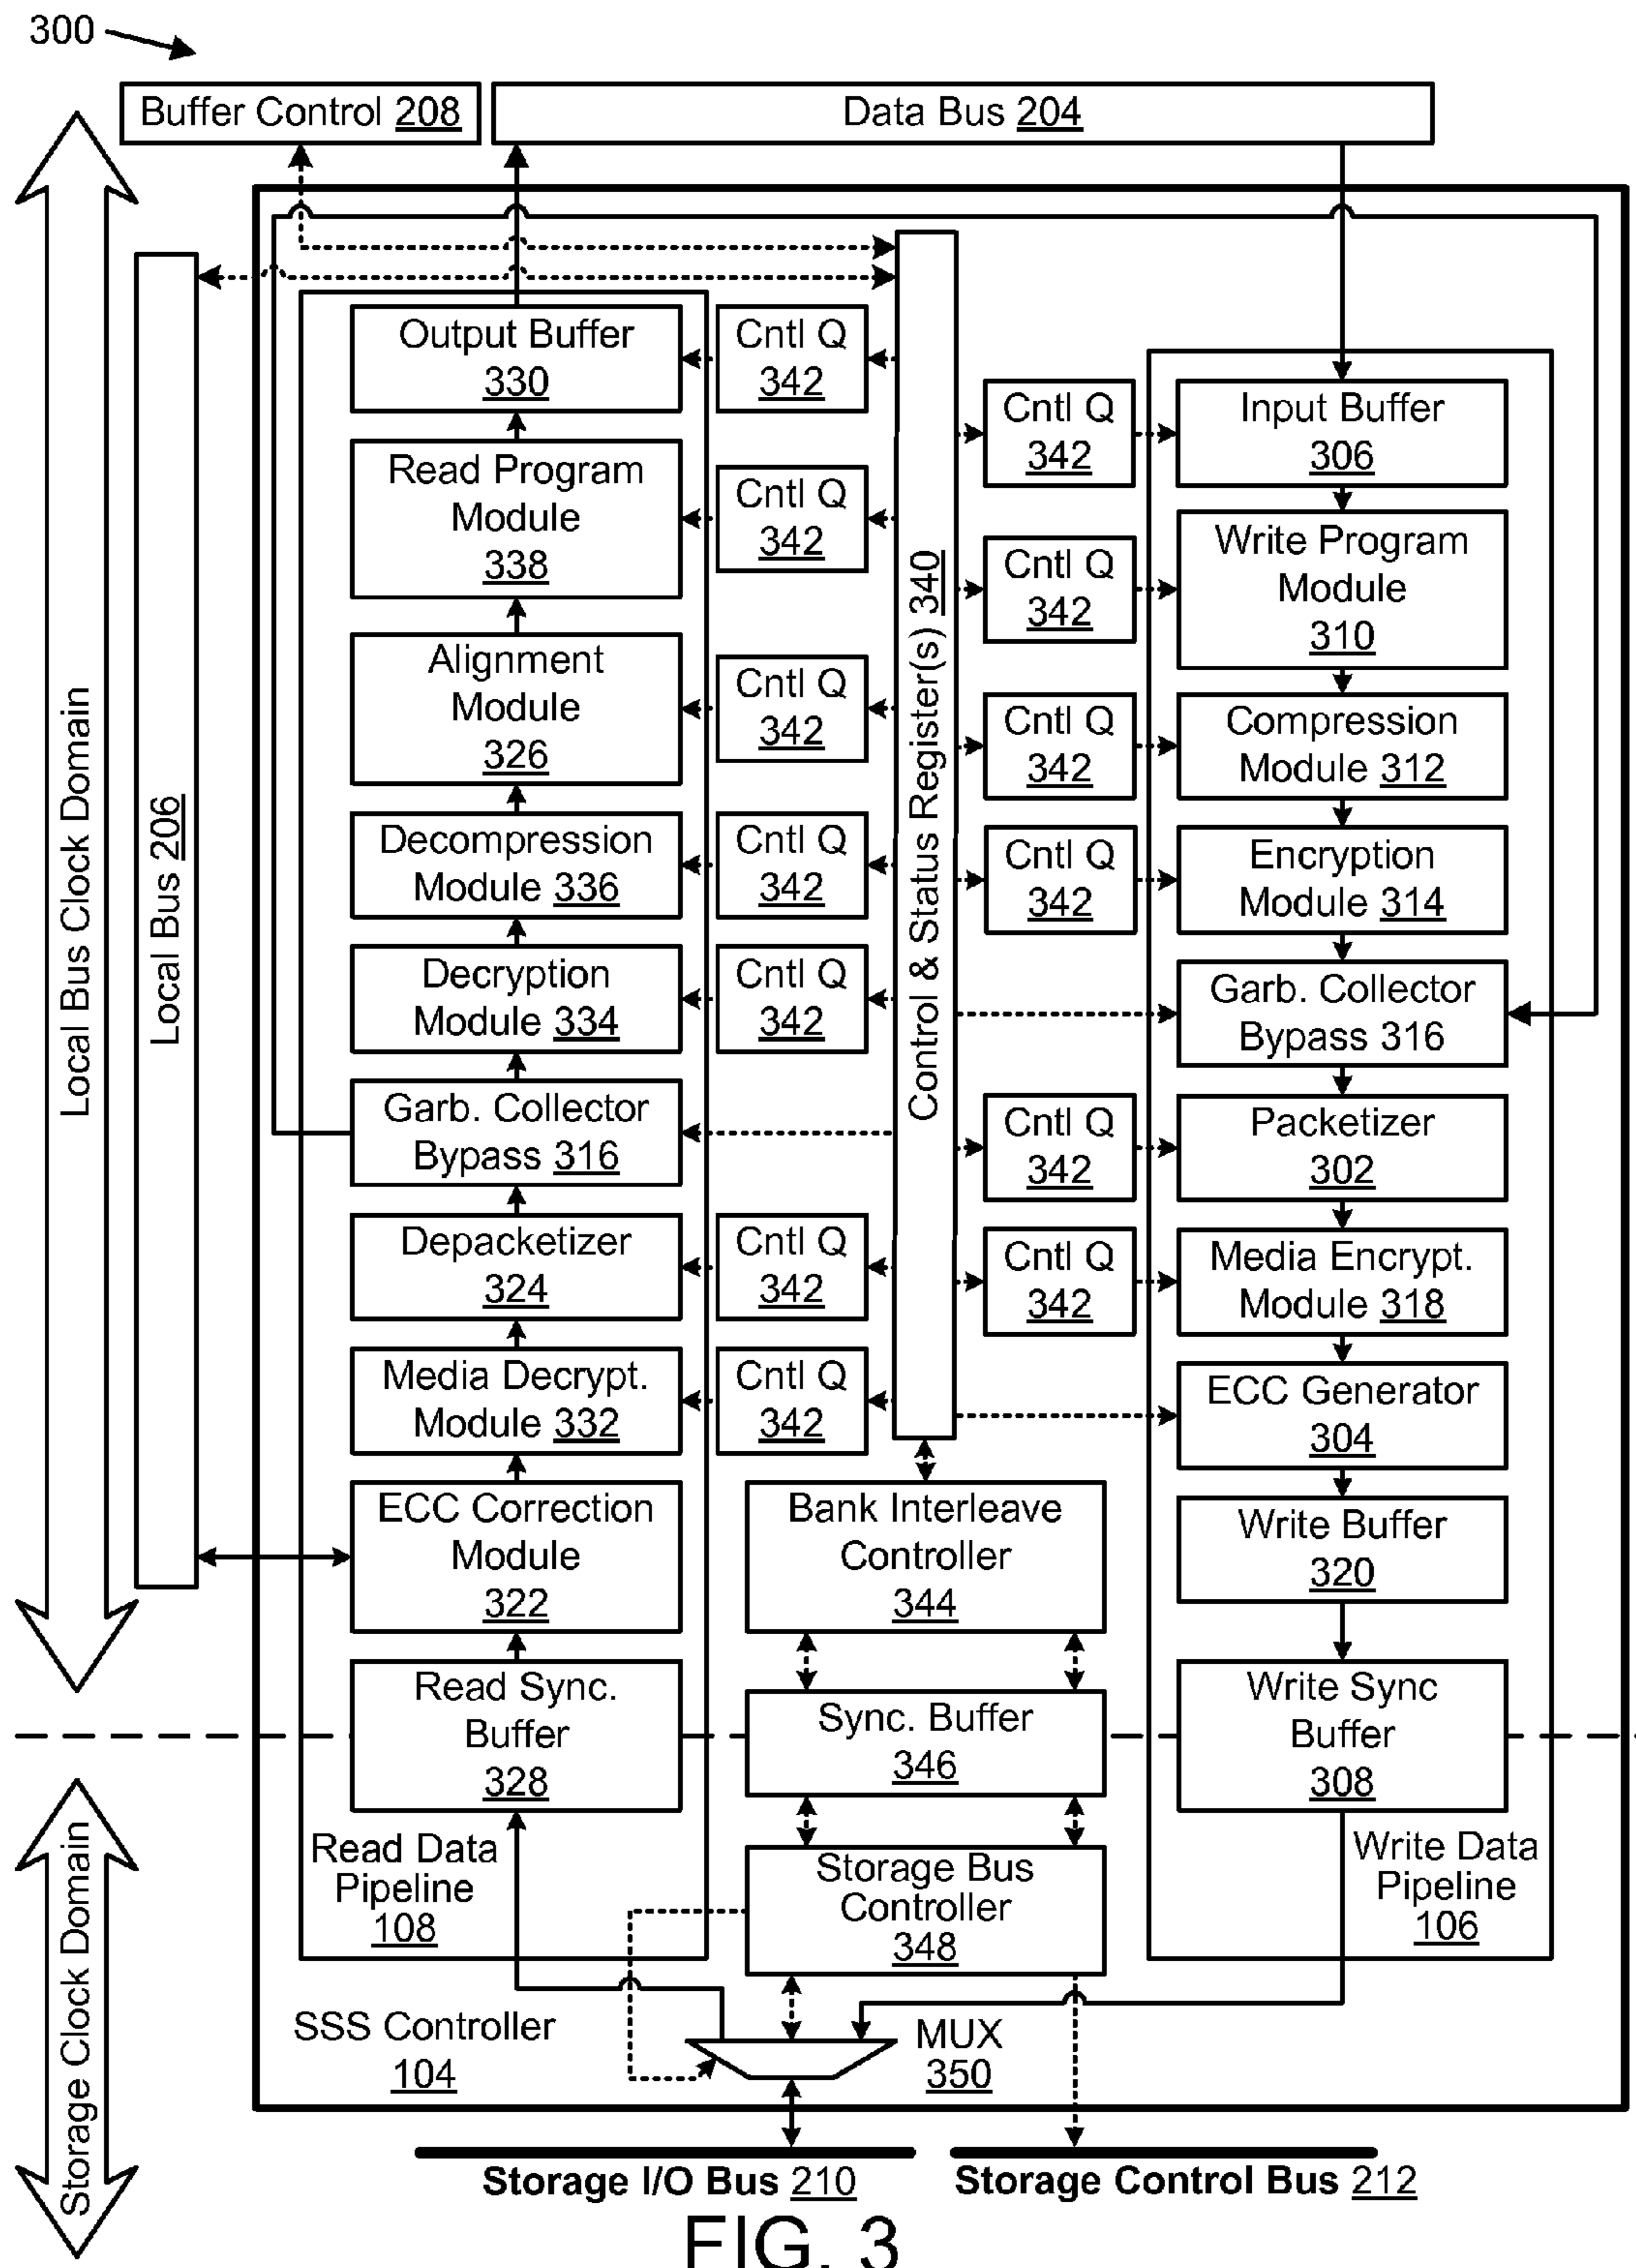 300
Buffer Control 208
Data Bus 204
Local Bus Clock Domain
Local Bus 206
Output Buffer
330
Cntl Q
342
Read Program
Module
338
Cntl Q
342
Alignment
Module
326
Cntl Q
342
Decompression
Module 336
Cntl Q
342
Decryption
Module 334
Cntl Q
342
Garb. Collector
Bypass 316
Depacketizer
324
Cntl Q
342
Media Decrypt.
Module 332
Cntl Q
342
ECC Correction
Module
322
Read Sync.
Buffer
328
Read Data
Pipeline
108
Control & Status Register(s) 340
Bank Interleave
Controller
344
Sync. Buffer
346
Storage Bus
Controller
348
Cntl Q
342
Input Buffer
306
Cntl Q
342
Write Program
Module
310
Cntl Q
342
Compression
Module 312
Cntl Q
342
Encryption
Module 314
Garb. Collector
Bypass 316
Cntl Q
342
Packetizer
302
Cntl Q
342
Media Encrypt.
Module 318
ECC Generator
304
Write Buffer
320
Write Sync
Buffer
308
Write Data
Pipeline
106
Storage Clock Domain
SSS Controller
104
MUX
350
Storage I/O Bus 210
Storage Control Bus 212
FIG. 3